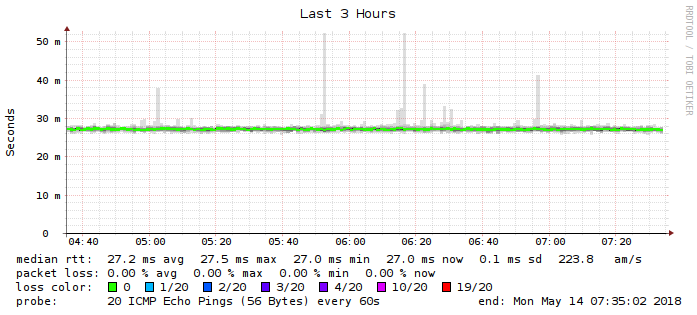 Last 3 Hours
RRDTOOL / TOBI OETIKER
Seconds
50 m
40 m
30 m
20 m
10 m
0
04:40 05:00 05:20 05:40 06:00 06:20 06:40 07:00 07:20
median rtt: 27.2 ms avg 27.5 ms max 27.0 ms min 27.0 ms now 0.1 ms sd 223.8 am/s
packet loss: 0.00 % avg 0.00 % max 0.00 % min 0.00 % now
loss color: 0 1/20 2/20 3/20 4/20 10/20 19/20
probe: 20 ICMP Echo Pings (56 Bytes) every 60s end: Mon May 14 07:35:02 2018